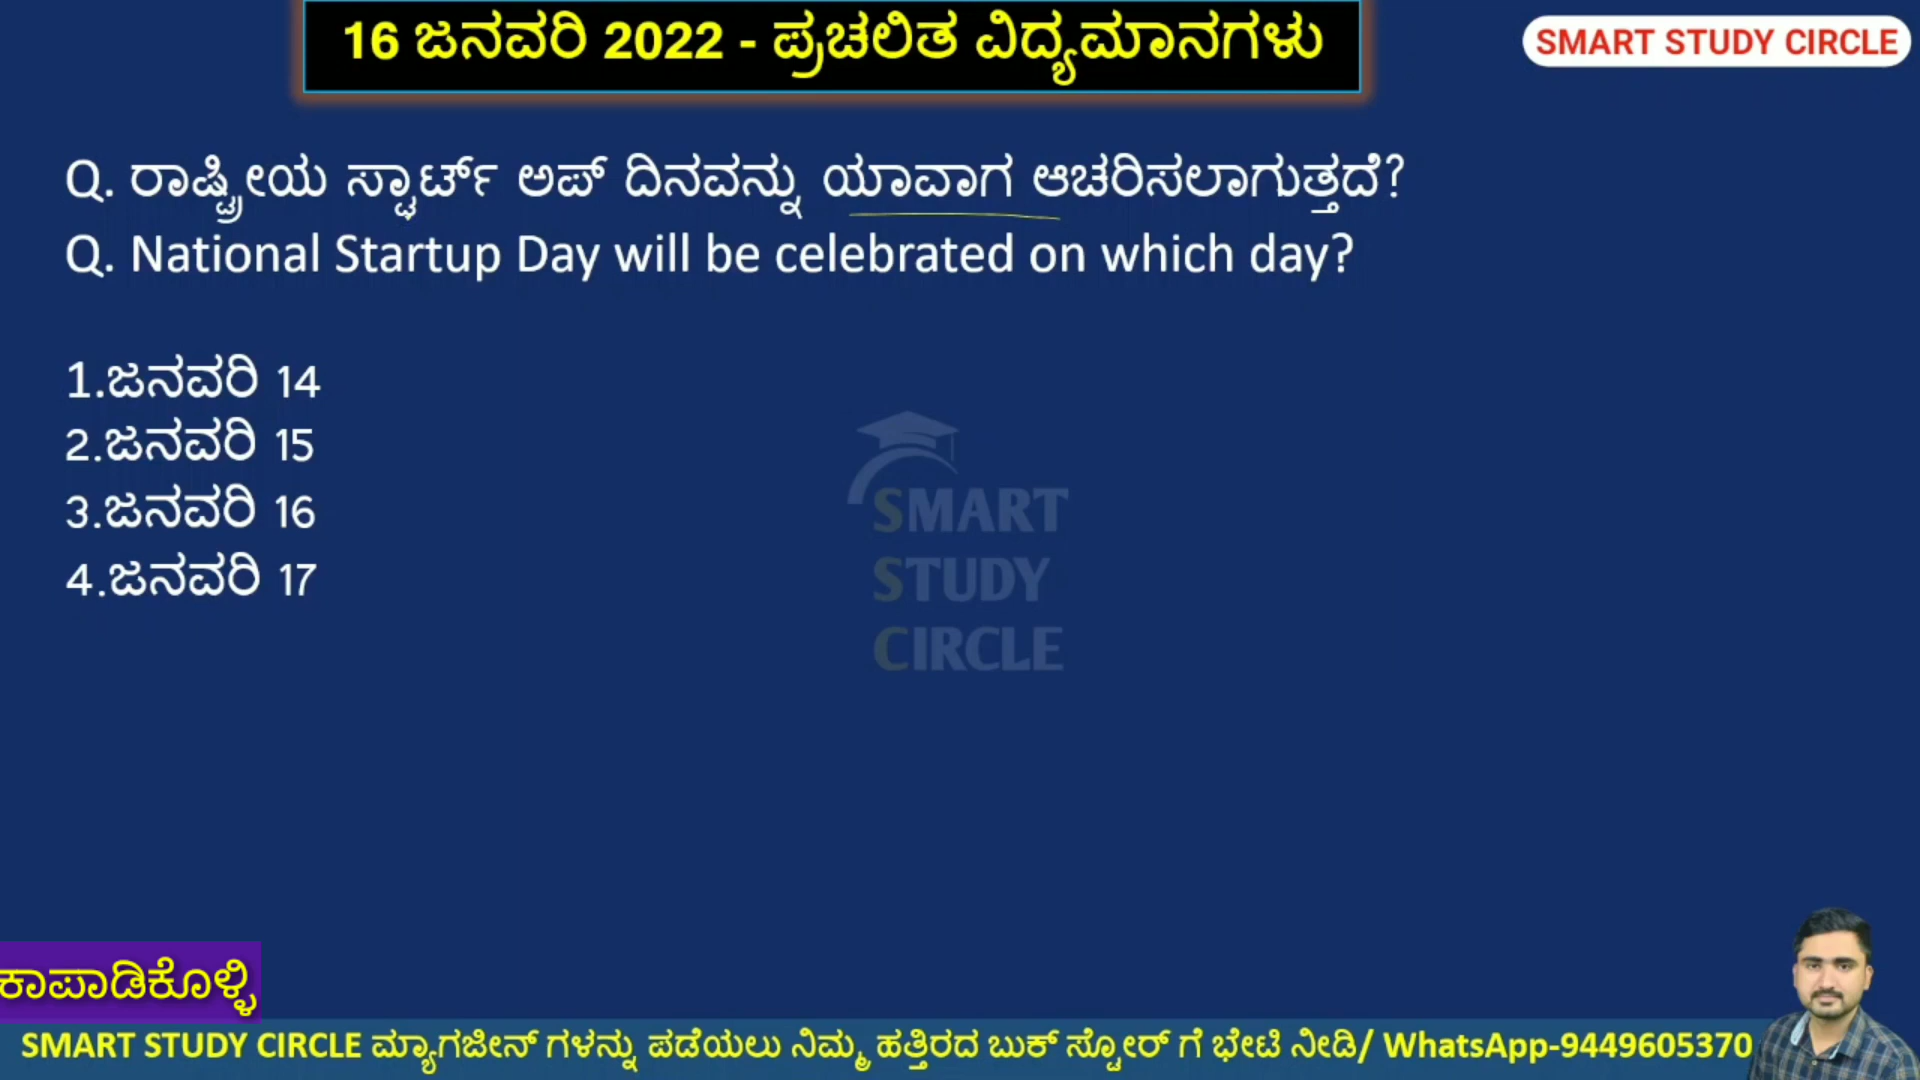 16 ಜನವರಿ 2022 - ಪ್ರಚಲಿತ ವಿದ್ಯಮಾನಗಳು
SMART STUDY CIRCLE
Q. ರಾಷ್ಟ್ರೀಯ ಸ್ಟಾರ್ಟ್ ಅಪ್ ದಿನವನ್ನು ಯಾವಾಗ ಆಚರಿಸಲಾಗುತ್ತದೆ?
Q. National Startup Day will be celebrated on which day?
1.ಜನವರಿ 14
2.ಜನವರಿ 15
3.ಜನವರಿ 16
4.ಜನವರಿ 17
SMART
STUDY
CIRCLE
ಕಾಪಾಡಿಕೊಳ್ಳಿ
SMART STUDY CIRCLE ಮ್ಯಾಗಜೀನ್ ಗಳನ್ನು ಪಡೆಯಲು ನಿಮ್ಮ ಹತ್ತಿರದ ಬುಕ್ ಸ್ಟೋರ್ ಗೆ ಭೇಟಿ ನೀಡಿ/ WhatsApp-9449605370